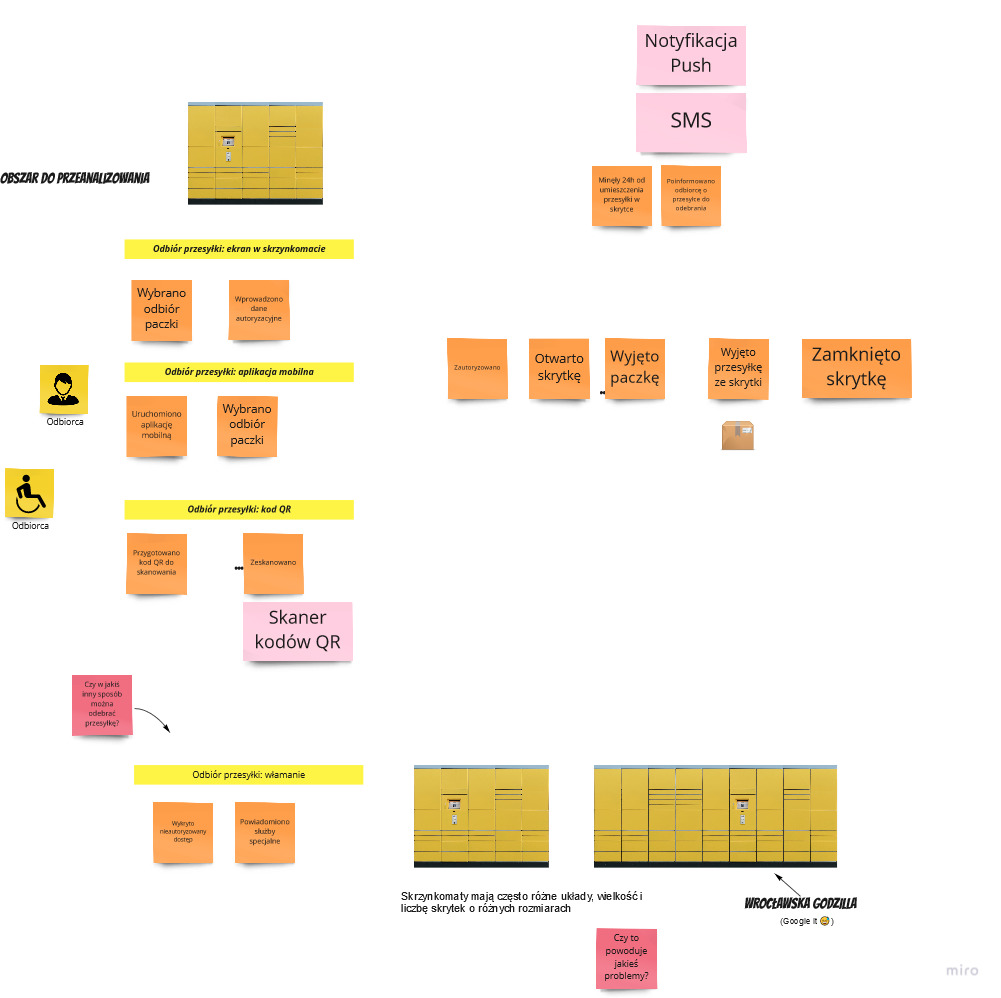 Notyfikacja
Push
SMS
Minęły 24h od
umieszczenia
przesyłki w
skrytce
Poinformowano
odbiorcę o
przesyłce do
odebrania
OBSZAR DO PRZEANALIZOWANIA
Odbiór przesyłki: ekran w skrzynkomacie
Wybrano
odbiór
paczki
Wprowadzono
dane
autoryzacyjne
Zautoryzowano
Otwarto
skrytkę
Wyjęto
paczkę
Wyjęto
przesyłkę
ze skrytki
Zamknięto
skrytkę
Odbiór przesyłki: aplikacja mobilna
Odbiorca
Uruchomiono
aplikację
mobilną
Wybrano
odbiór
paczki
Odbiorca
Odbiór przesyłki: kod QR
Przygotowano
kod QR do
skanowania
Zeskanowano
Skaner
kodów QR
Czy w jakiś
inny sposób
można
odebrać
przesyłkę?
Odbiór przesyłki: włamanie
Wykryto
nieautoryzowany
dostęp
Powiadomiono
służby
specjalne
Skrzynkomaty mają często różne układy, wielkość i
liczbę skrytek o różnych rozmiarach
WROCŁAWSKA GODZILLA
(Google it 😅)
Czy to
powoduje
jakieś
problemy?
miro